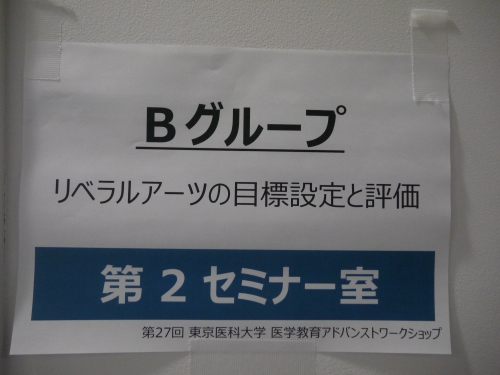 Bグループ
リベラルアーツの目標設定と評価
第 2 セミナー室
第27回 東京医科大学 医学教育アドバンストワークショップ